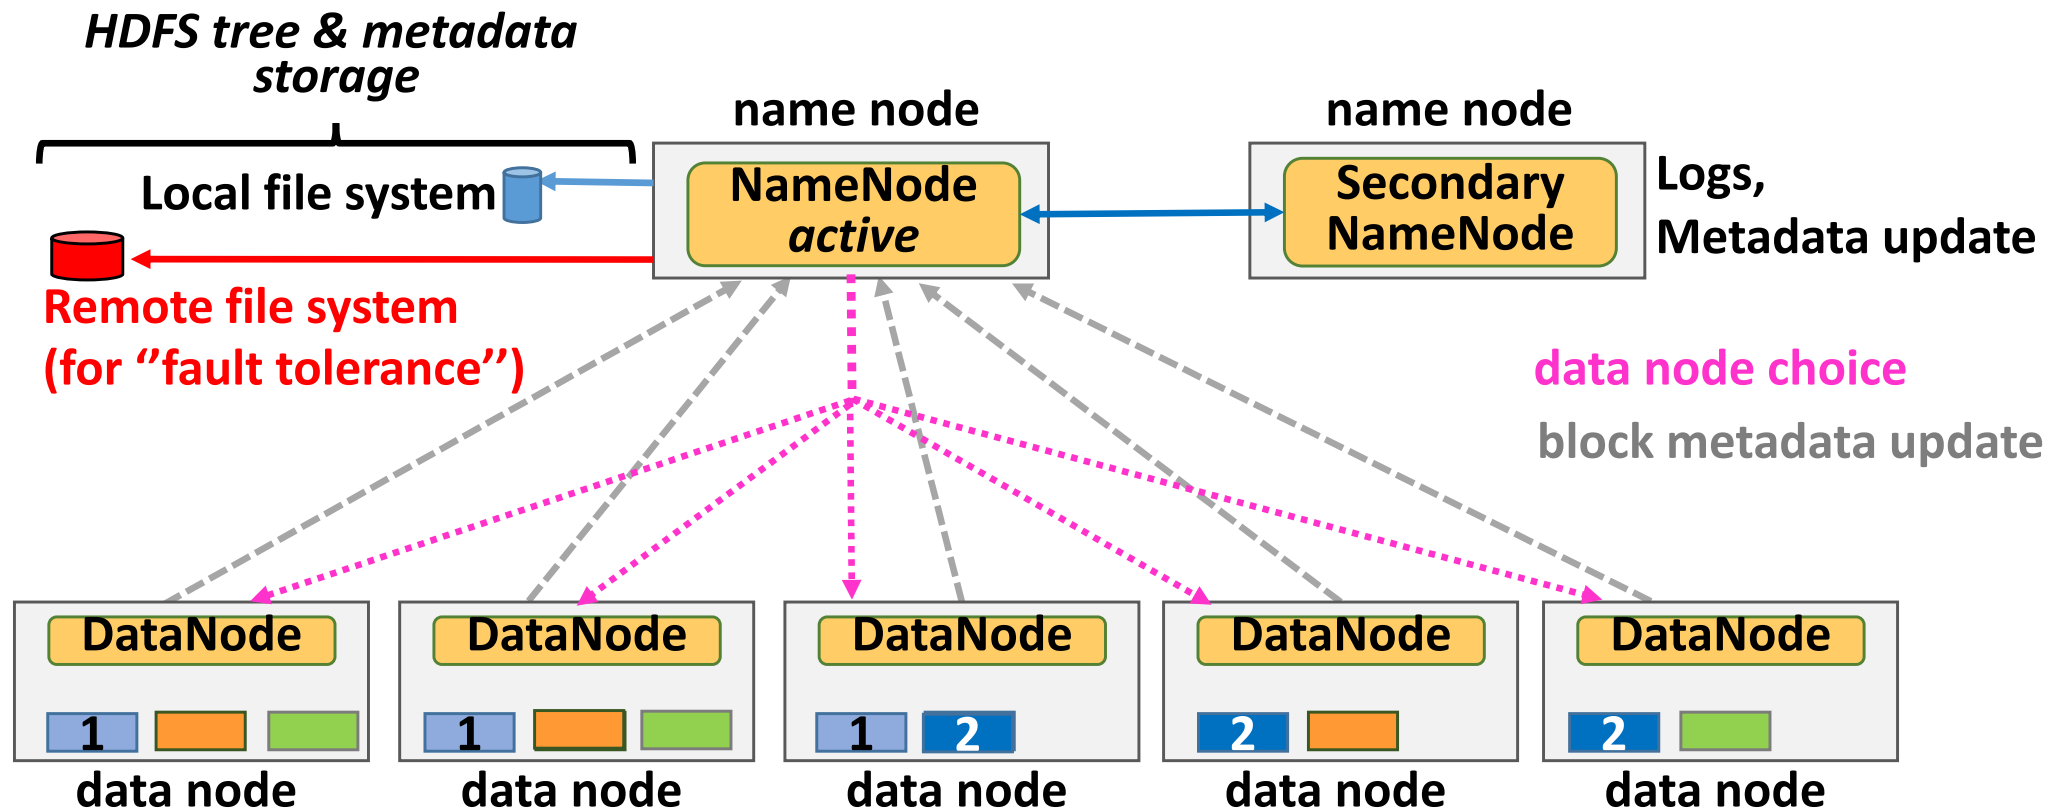 HDFS tree & metadata
storage
name node
name node
NameNode
active
Secondary
NameNode
Logs,
Metadata update
Local file system
Remote file system
(for ‘’fault tolerance’’)
data node choice
block metadata update
DataNode
DataNode
DataNode
DataNode
DataNode
1
1
1
2
2
2
data node
data node
data node
data node
data node